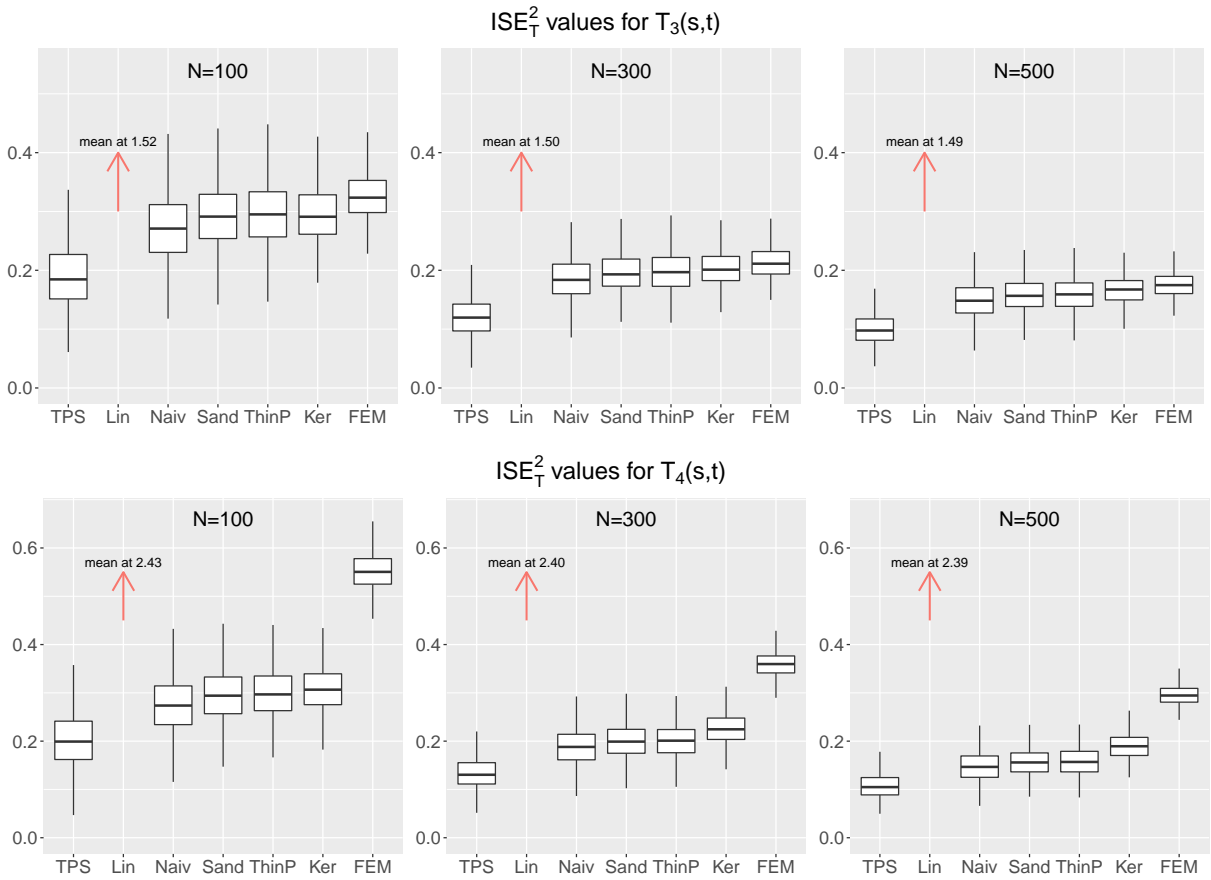 ISE²_T values for T₃(s,t)
N=100 N=300 N=500
mean at 1.52 mean at 1.50 mean at 1.49
0.4 0.4 0.4
0.2 0.2 0.2
0.0 0.0 0.0
TPS Lin Naiv Sand ThinP Ker FEM TPS Lin Naiv Sand ThinP Ker FEM TPS Lin Naiv Sand ThinP Ker FEM
ISE²_T values for T₄(s,t)
N=100 N=300 N=500
0.6 0.6 0.6
mean at 2.43 mean at 2.40 mean at 2.39
0.4 0.4 0.4
0.2 0.2 0.2
0.0 0.0 0.0
TPS Lin Naiv Sand ThinP Ker FEM TPS Lin Naiv Sand ThinP Ker FEM TPS Lin Naiv Sand ThinP Ker FEM